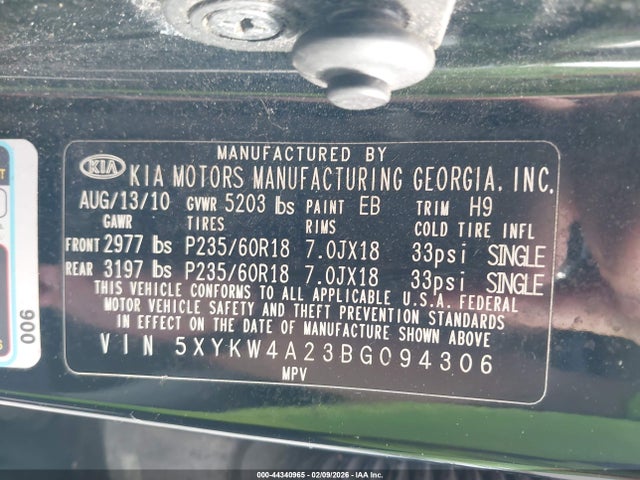 MANUFACTURED BY
KIA KIA MOTORS MANUFACTURING GEORGIA, INC.
AUG/13/10 GVWR 5203 lbs PAINT EB TRIM H9
GAWR TIRES RIMS COLD TIRE INFL
FRONT 2977 lbs P235/60R18 7.0JX18 33psi SINGLE
REAR 3197 lbs P235/60R18 7.0JX18 33psi SINGLE
THIS VEHICLE CONFORMS TO ALL APPLICABLE U.S.A. FEDERAL
MOTOR VEHICLE SAFETY AND THEFT PREVENTION STANDARDS
IN EFFECT ON THE DATE OF MANUFACTURE SHOWN ABOVE
VIN 5XYKW4A23BG094306
MPV
006
000-44340965 - 02/09/2026 - IAA Inc.